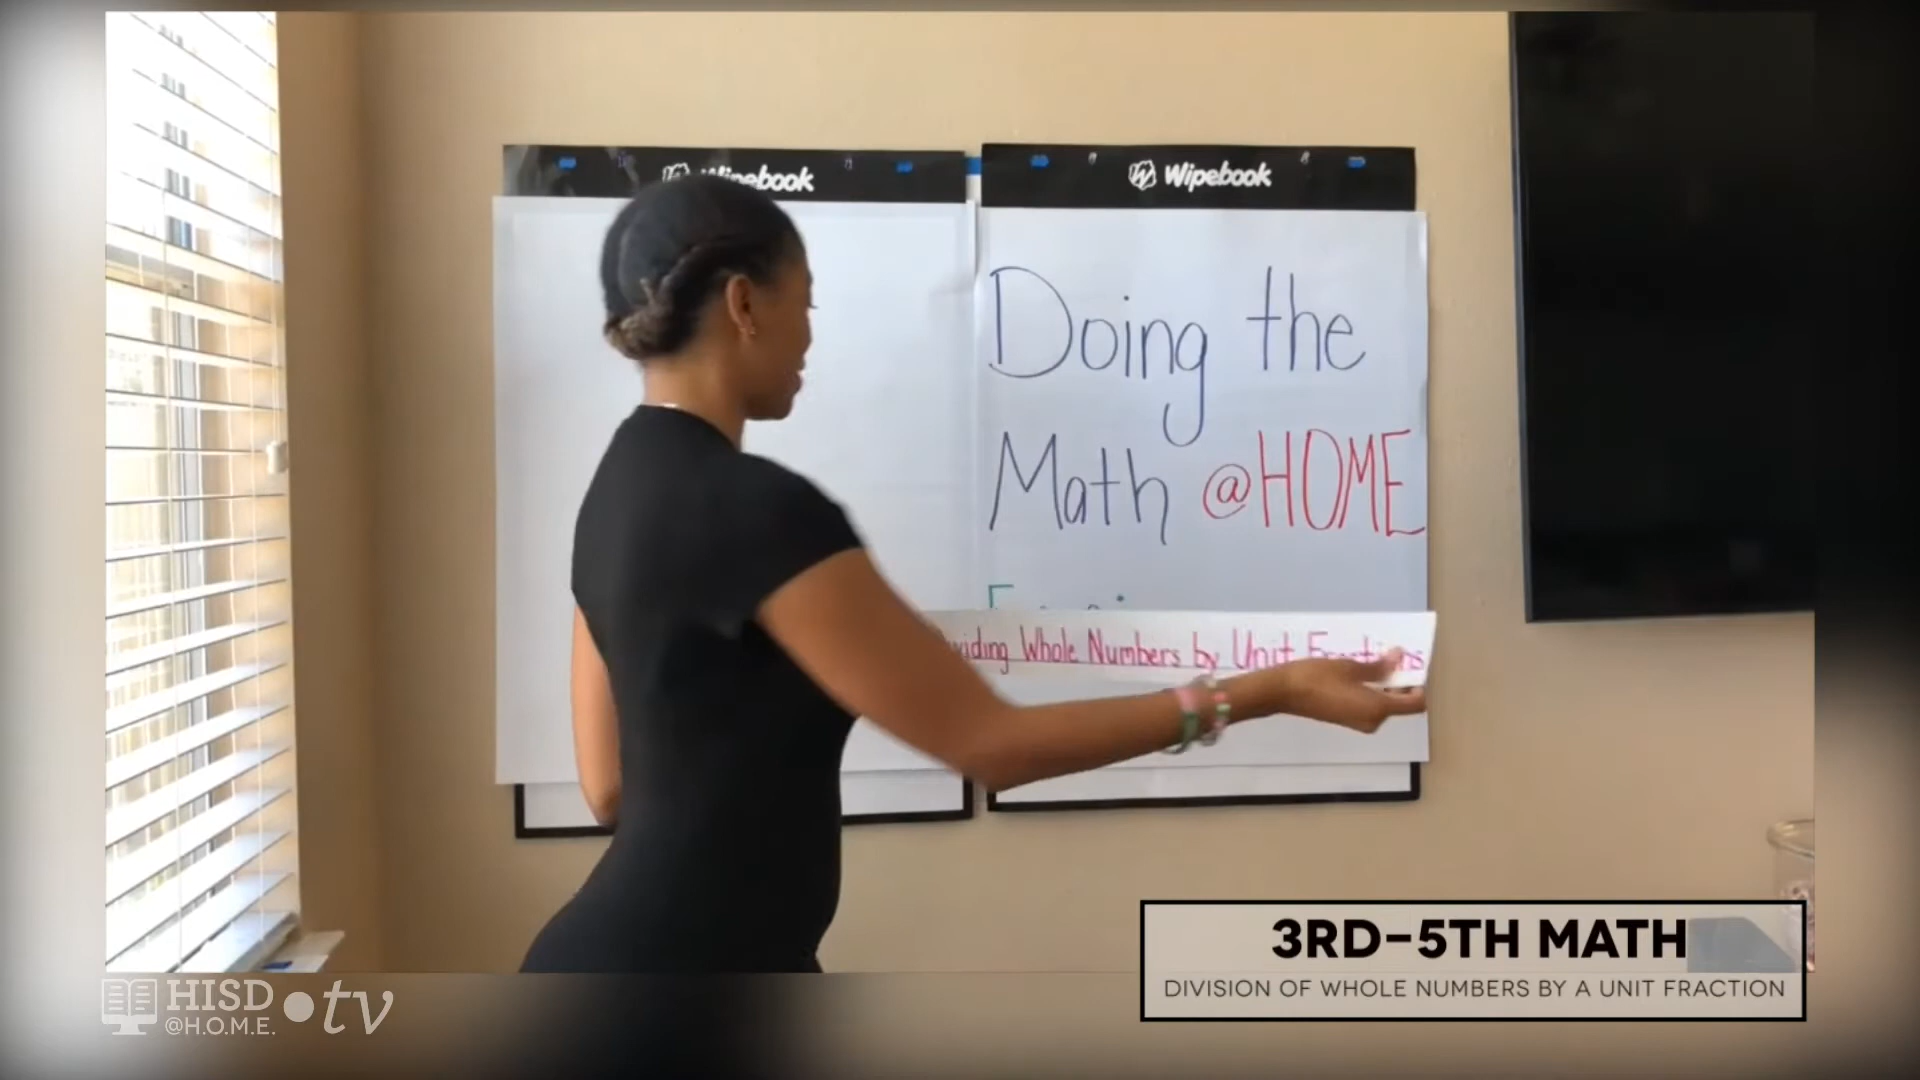 Wipebook
Doing the
Math @HOME
Whole Numbers by Unit Fractions
3RD-5TH MATH
DIVISION OF WHOLE NUMBERS BY A UNIT FRACTION
HISD
@H.O.M.E.
•tv